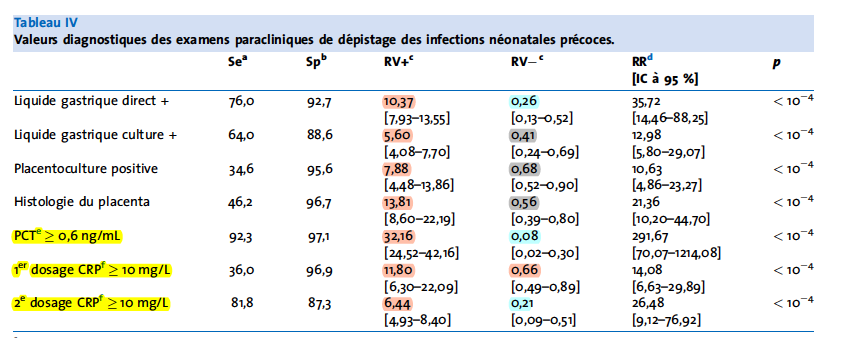 Tableau IV
Valeurs diagnostiques des examens paracliniques de dépistage des infections néonatales précoces.
Seᵃ Spᵇ RV+ᶜ RV−ᶜ RRᵈ [IC à 95 %] p
Liquide gastrique direct + 76,0 92,7 10,37 0,26 35,72 < 10⁻⁴
[7,93–13,55] [0,13–0,52] [14,46–88,25]
Liquide gastrique culture + 64,0 88,6 5,60 0,41 12,98 < 10⁻⁴
[4,08–7,70] [0,24–0,69] [5,80–29,07]
Placentoculture positive 34,6 95,6 7,88 0,68 10,63 < 10⁻⁴
[4,48–13,86] [0,52–0,90] [4,86–23,27]
Histologie du placenta 46,2 96,7 13,81 0,56 21,36 < 10⁻⁴
[8,60–22,19] [0,39–0,80] [10,20–44,70]
PCTᵉ ≥ 0,6 ng/mL 92,3 97,1 32,16 0,08 291,67 < 10⁻⁴
[24,52–42,16] [0,02–0,30] [70,07–1214,08]
1ᵉʳ dosage CRPᶠ ≥ 10 mg/L 36,0 96,9 11,80 0,66 14,08 < 10⁻⁴
[6,30–22,09] [0,49–0,89] [6,63–29,89]
2ᵉ dosage CRPᶠ ≥ 10 mg/L 81,8 87,3 6,44 0,21 26,48 < 10⁻⁴
[4,93–8,40] [0,09–0,51] [9,12–76,92]